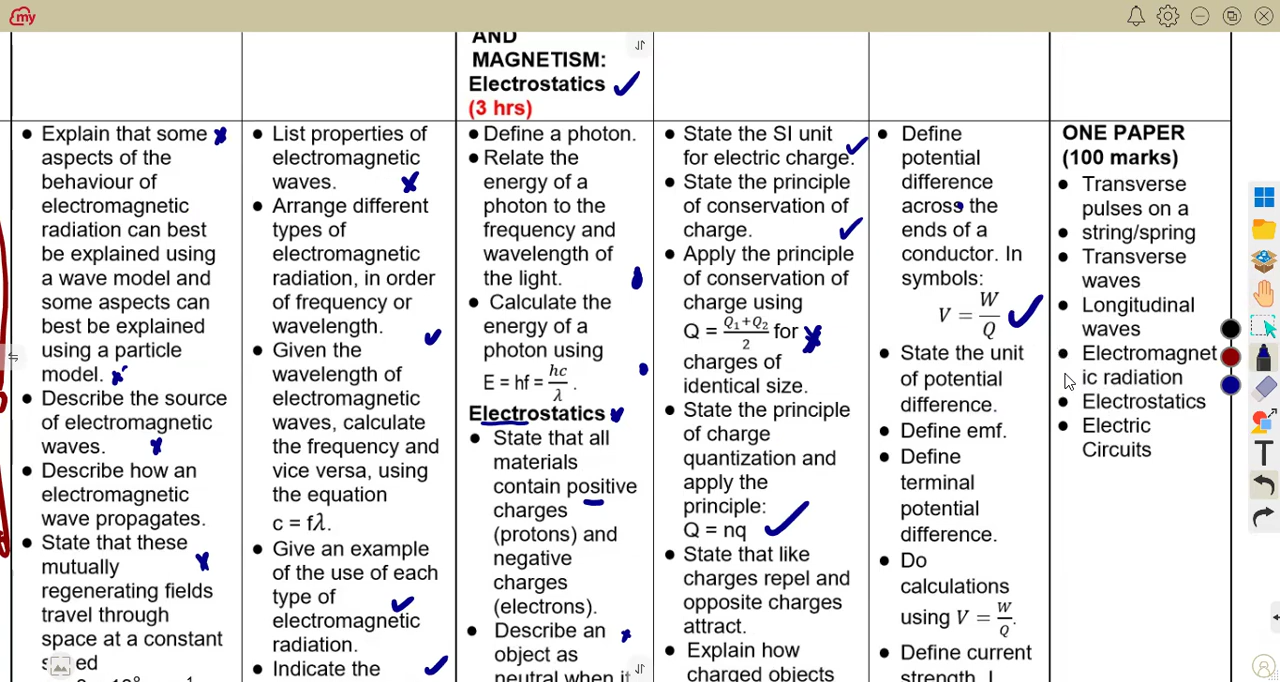 my
AND
MAGNETISM:
Electrostatics
(3 hrs)
● Explain that some
aspects of the
behaviour of
electromagnetic
radiation can best
be explained using
a wave model and
some aspects can
best be explained
using a particle
model.
● Describe the source
of electromagnetic
waves.
● Describe how an
electromagnetic
wave propagates.
● State that these
mutually
regenerating fields
travel through
space at a constant
● List properties of
electromagnetic
waves.
● Arrange different
types of
electromagnetic
radiation, in order
of frequency or
wavelength.
● Given the
wavelength of
electromagnetic
waves, calculate
the frequency and
vice versa, using
the equation
c = fλ.
● Give an example
of the use of each
type of
electromagnetic
radiation.
● Indicate the
● Define a photon.
● Relate the
energy of a
photon to the
frequency and
wavelength of
the light.
● Calculate the
energy of a
photon using
E = hf = hc/λ .
Electrostatics
● State that all
materials
contain positive
charges
(protons) and
negative
charges
(electrons).
● Describe an
object as
neutral when it
● State the SI unit
for electric charge.
● State the principle
of conservation of
charge.
● Apply the principle
of conservation of
charge using
Q = Q₁+Q₂/2 for
charges of
identical size.
● State the principle
of charge
quantization and
apply the
principle:
Q = nq
● State that like
charges repel and
opposite charges
attract.
● Explain how
charged objects
● Define
potential
difference
across the
ends of a
conductor. In
symbols:
V = W/Q
● State the unit
of potential
difference.
● Define emf.
● Define
terminal
potential
difference.
● Do
calculations
using V = W/Q.
● Define current
strength, I
ONE PAPER
(100 marks)
● Transverse
pulses on a
● string/spring
● Transverse
waves
● Longitudinal
waves
● Electromagnet
ic radiation
● Electrostatics
● Electric
Circuits
T